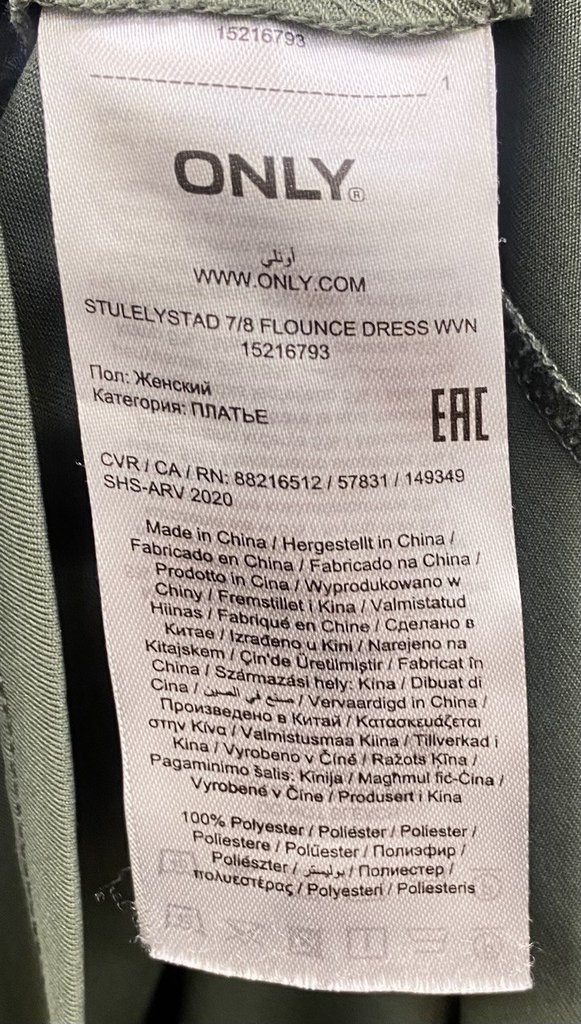 15216793
1
ONLY®
أونلي
WWW.ONLY.COM
STULELYSTAD 7/8 FLOUNCE DRESS WVN
15216793
Пол: Женский
Категория: ПЛАТЬЕ
EAC
CVR / CA / RN: 88216512 / 57831 / 149349
SHS-ARV 2020
Made in China / Hergestellt in China /
Fabricado en China / Fabricado na China /
Prodotto in Cina / Wyprodukowano w
Chiny / Fremstillet i Kina / Valmistatud
Hiinas / Fabriqué en Chine / Сделано в
Китае / Izrađeno u Kini / Narejeno na
Kitajskem / Çin'de Üretilmiştir / Fabricat în
China / Származási hely: Kína / Dibuat di
Cina / صنع في الصين / Vervaardigd in China /
Произведено в Китай / Κατασκευάζεται
στην Κίνα / Valmistusmaa Kiina / Tillverkad i
Kina / Vyrobeno v Číně / Ražots Ķīna /
Pagaminimo šalis: Kinija / Magħmul fiċ-Ċina /
Vyrobené v Číne / Produsert i Kina
100% Polyester / Poliéster / Poliester /
Poliestere / Polüester / Полиэфир /
Poliészter / بوليستر / Полиестер /
πολυεστέρας / Polyesteri / Poliesteris